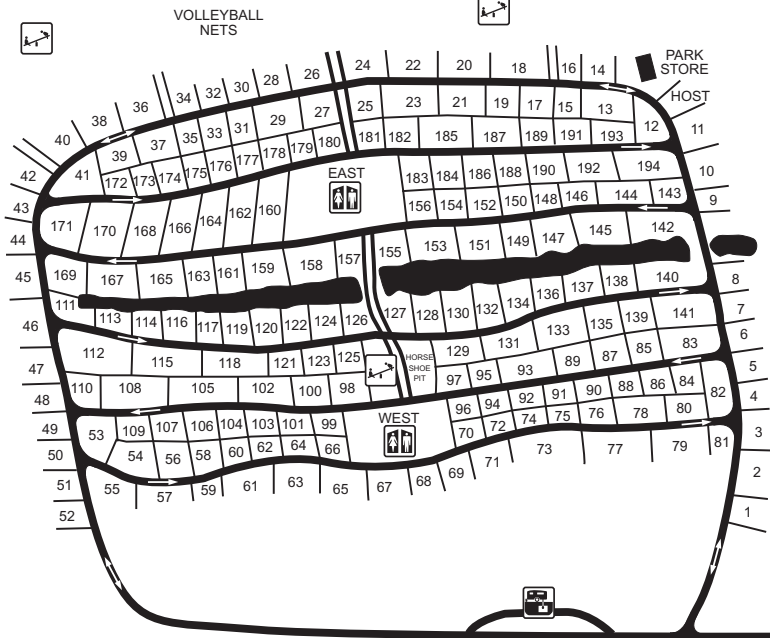 VOLLEYBALL
NETS
24 22 20 18 16 14
PARK
STORE
HOST
38 36 34 32 30 28 26
40 39 37 35 33 31 29 27 25 23 21 19 17 15 13 12 11
42 41 172 173 174 175 176 177 178 179 180 181 182 185 187 189 191 193
EAST
183 184 186 188 190 192 194 10
43 171 170 168 166 164 162 160 156 154 152 150 148 146 144 143 9
44 169 167 165 163 161 159 158 157 155 153 151 149 147 145 142
45 111 113 114 116 117 119 120 122 124 126 127 128 130 132 134 136 137 138 140 8
46 112 115 118 121 123 125
HORSE
SHOE
PIT
129 131 133 135 139 141 7
47 110 108 105 102 100 98 97 95 93 89 87 85 83 6
48 53 109 107 106 104 103 101 99
WEST
96 94 92 91 90 88 86 84 82 5
49 54 56 58 60 62 64 66 70 72 74 75 76 78 80 4
50 55 57 59 61 63 65 67 68 69 71 73 77 79 81 3
51 2
52 1